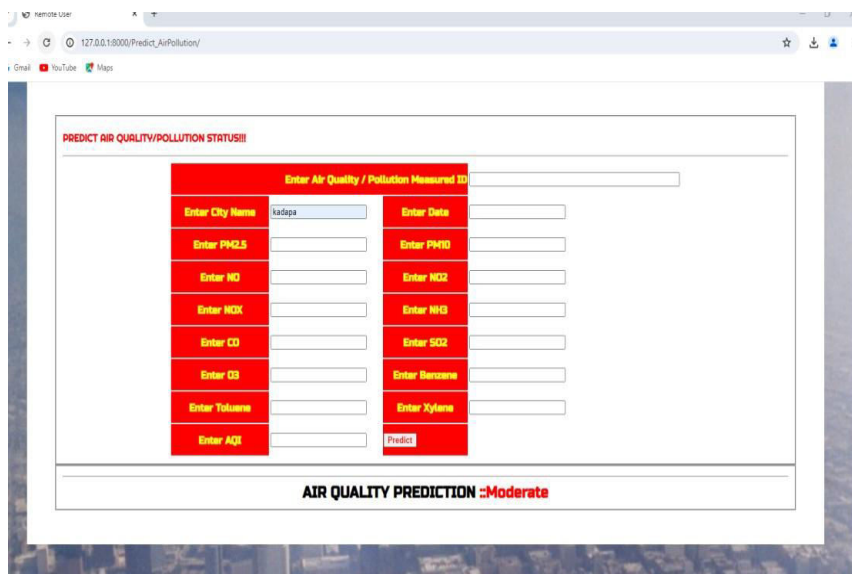 Remote User
127.0.0.1:8000/Predict_AirPollution/
Gmail YouTube Maps
PREDICT AIR QUALITY/POLLUTION STATUS!!!
Enter Air Quality / Pollution Measured ID
Enter City Name kadapa Enter Date
Enter PM2.5 Enter PM10
Enter NO Enter NO2
Enter NOX Enter NH3
Enter CO Enter SO2
Enter O3 Enter Benzene
Enter Toluene Enter Xylene
Enter AQI Predict
AIR QUALITY PREDICTION ::Moderate